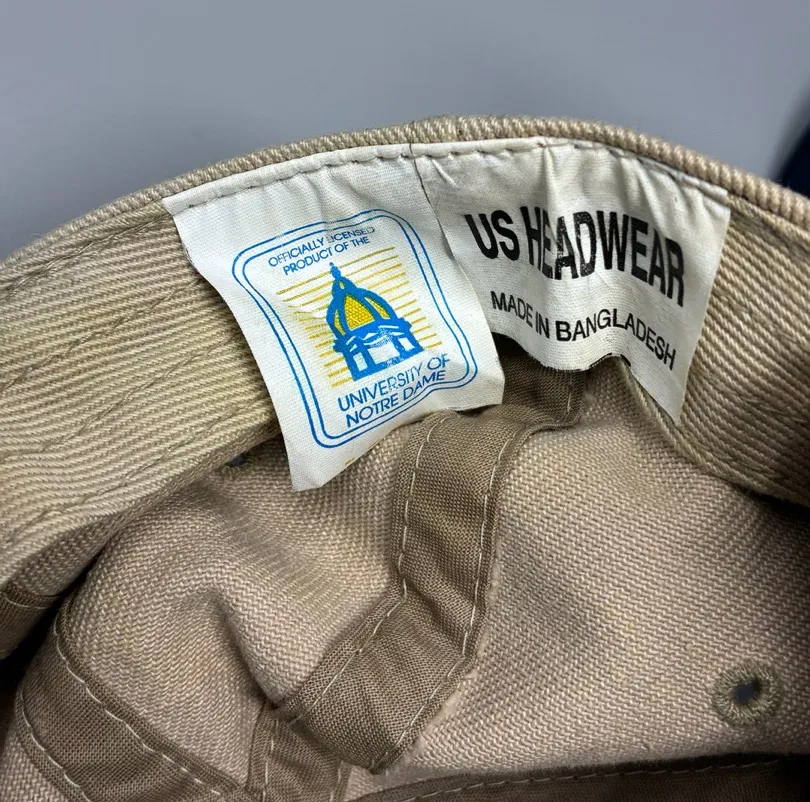 OFFICIALLY LICENSED
PRODUCT OF THE
UNIVERSITY OF
NOTRE DAME
US HEADWEAR
MADE IN BANGLADESH